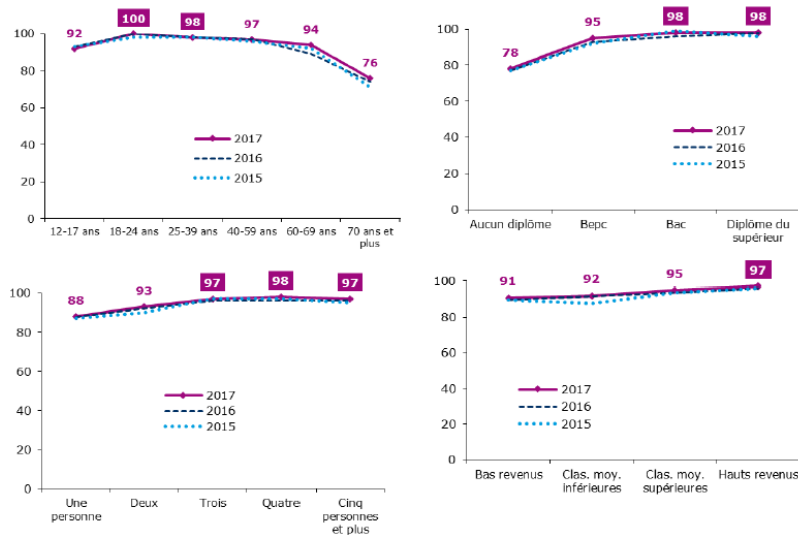 92
100
98
97
94
76
100
80
60
40
20
0
2017
2016
2015
12-17 ans
18-24 ans
25-39 ans
40-59 ans
60-69 ans
70 ans et
plus
78
95
98
98
100
80
60
40
20
0
2017
2016
2015
Aucun diplôme
Bepc
Bac
Diplôme du
supérieur
88
93
97
98
97
100
80
60
40
20
0
2017
2016
2015
Une
personne
Deux
Trois
Quatre
Cinq
personnes
et plus
91
92
95
97
100
80
60
40
20
0
2017
2016
2015
Bas revenus
Clas. moy.
inférieures
Clas. moy.
supérieures
Hauts revenus